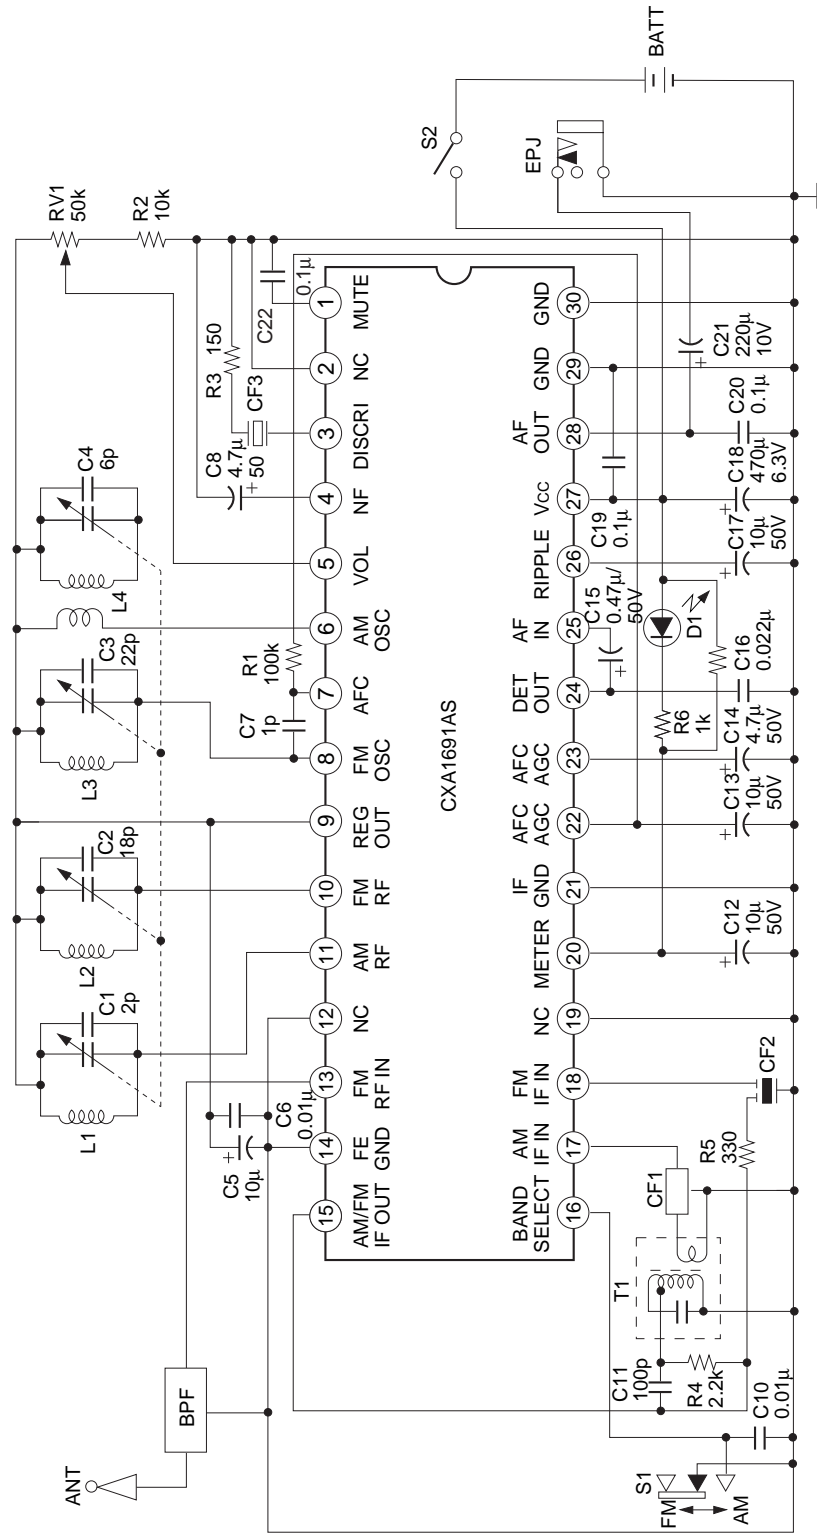 ANT
BPF
L1
C1
2p
L2
C2
18p
L3
C3
22p
L4
C4
6p
RV1
50k
R2
10k
R3
150
CF3
C8
4.7μ
50
C22
0.1μ
R1
100k
C7
1p
C5
10μ
C6
0.01μ
15
14
13
12
11
10
9
8
7
6
5
4
3
2
1
AM/FM
IF OUT
FE
GND
FM
RF IN
NC
AM
RF
FM
RF
REG
OUT
FM
OSC
AFC
AM
OSC
VOL
NF
DISCRI
NC
MUTE
CXA1691AS
BAND
SELECT
AM
IF IN
FM
IF IN
NC
METER
IF
GND
AFC
AGC
AFC
AGC
DET
OUT
AF
IN
RIPPLE
Vcc
AF
OUT
GND
GND
16
17
18
19
20
21
22
23
24
25
26
27
28
29
30
S1
FM
AM
C10
0.01μ
C11
100p
R4
2.2k
T1
CF1
R5
330
CF2
C12
10μ
50V
C13
10μ
50V
C14
4.7μ
50V
R6
1k
D1
C15
0.47μ/
50V
C16
0.022μ
C17
10μ
50V
C18
470μ
6.3V
C19
0.1μ
C20
0.1μ
C21
220μ
10V
S2
EPJ
BATT